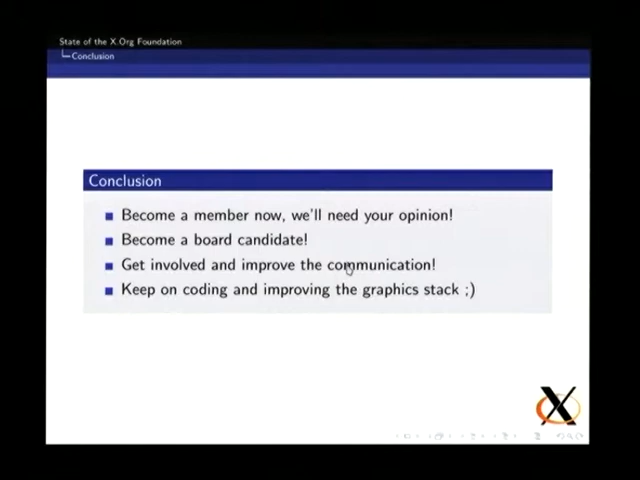 State of the X.Org Foundation
Conclusion
Conclusion
Become a member now, we'll need your opinion!
Become a board candidate!
Get involved and improve the communication!
Keep on coding and improving the graphics stack ;)
X